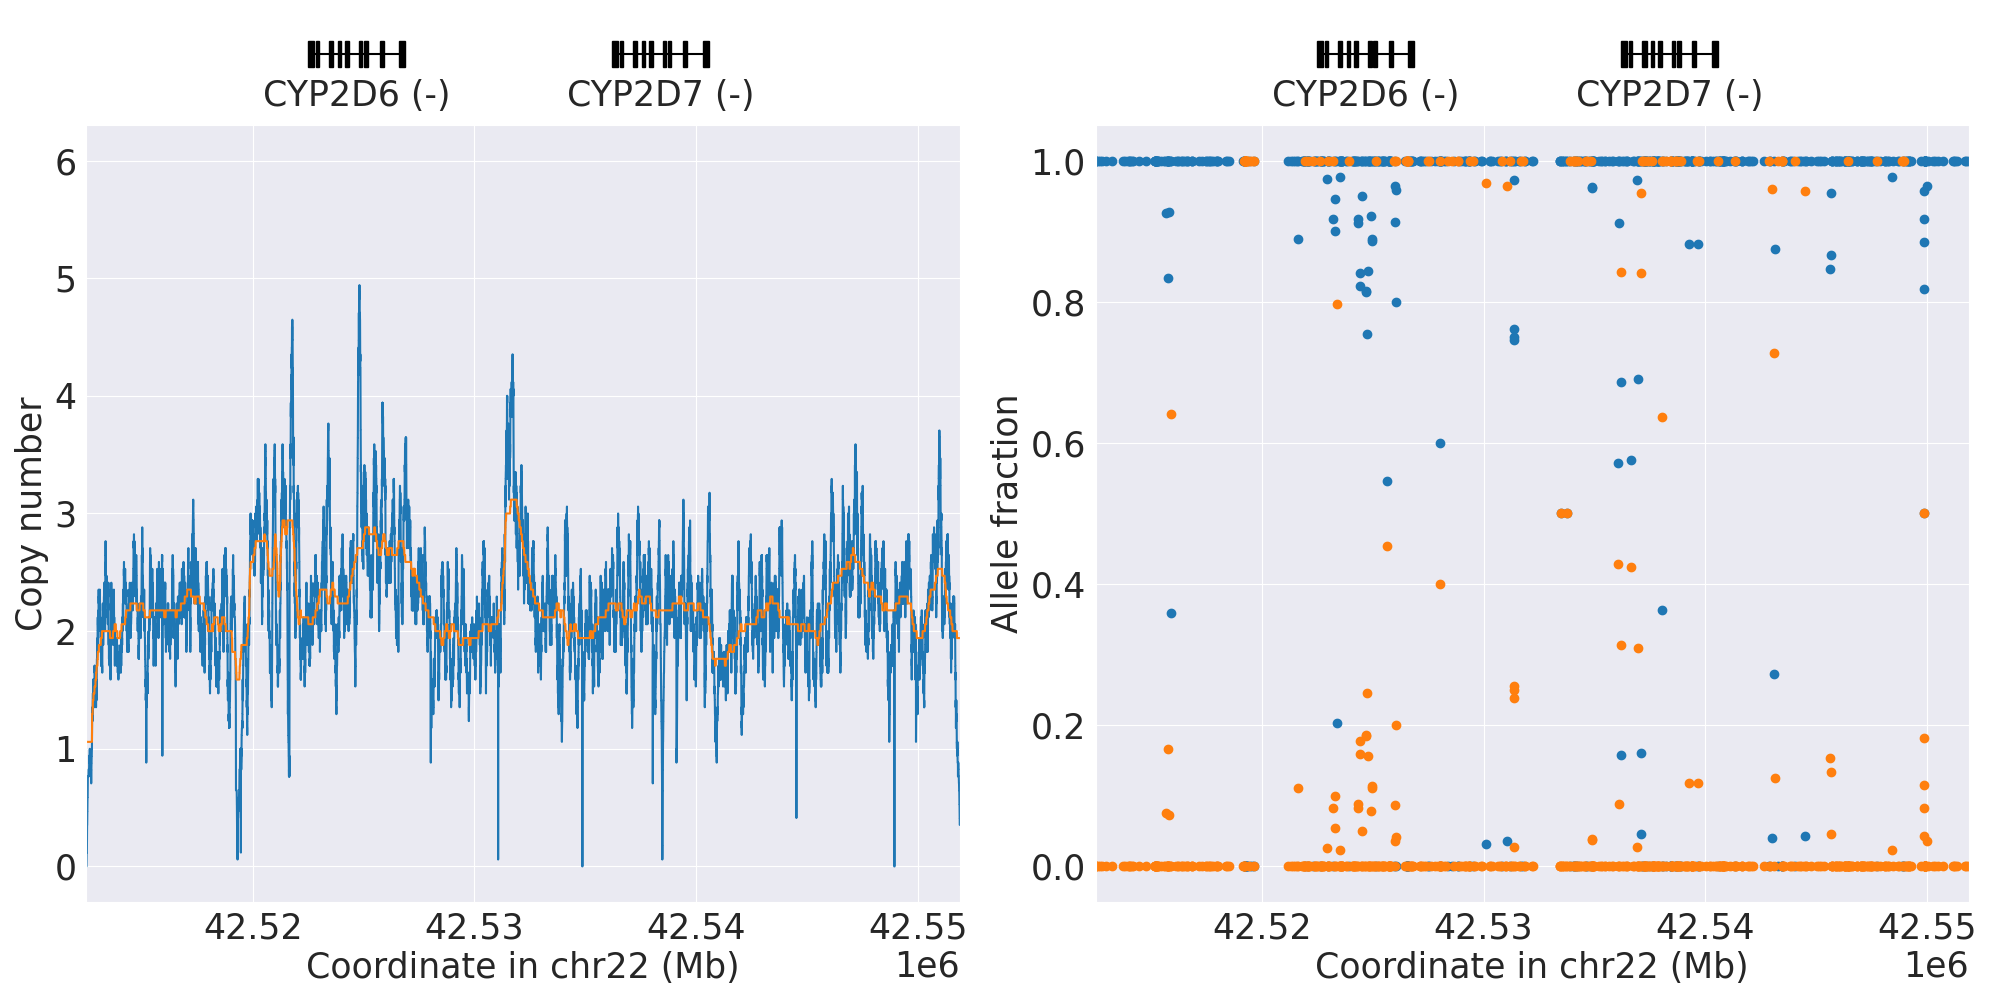 CYP2D6 (-) CYP2D7 (-)
6
5
4
3
2
1
0
Copy number
42.52 42.53 42.54 42.55
Coordinate in chr22 (Mb)
1e6
CYP2D6 (-) CYP2D7 (-)
1.0
0.8
0.6
0.4
0.2
0.0
Allele fraction
42.52 42.53 42.54 42.55
Coordinate in chr22 (Mb)
1e6